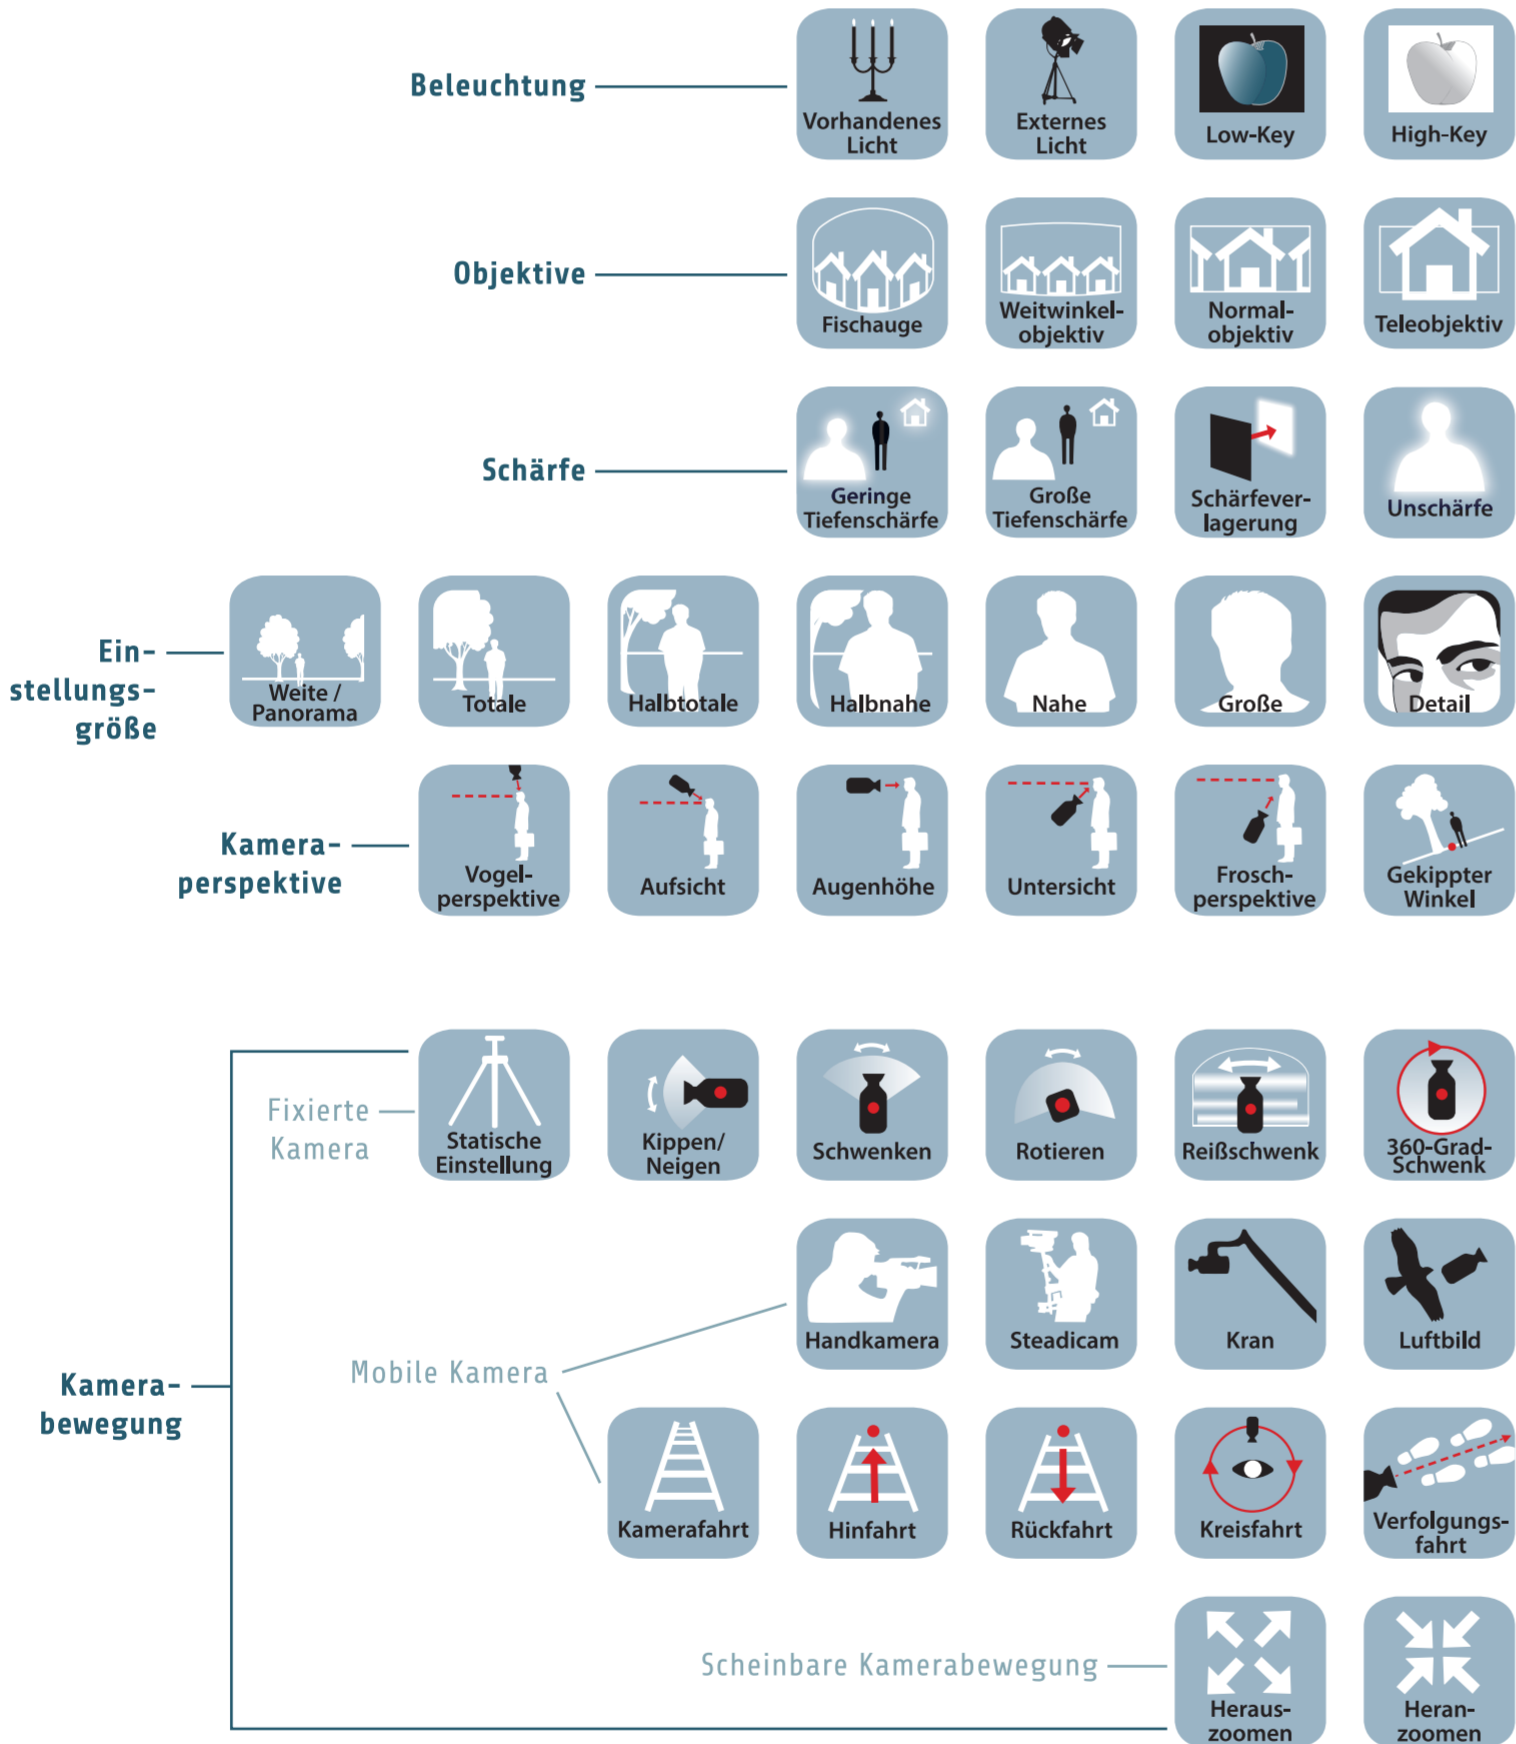 Beleuchtung
Vorhandenes
Licht
Externes
Licht
Low-Key
High-Key
Objektive
Fischauge
Weitwinkel-
objektiv
Normal-
objektiv
Teleobjektiv
Schärfe
Geringe
Tiefenschärfe
Große
Tiefenschärfe
Schärfever-
lagerung
Unschärfe
Ein-
stellungs-
größe
Weite /
Panorama
Totale
Halbtotale
Halbnahe
Nahe
Große
Detail
Kamera-
perspektive
Vogel-
perspektive
Aufsicht
Augenhöhe
Untersicht
Frosch-
perspektive
Gekippter
Winkel
Kamera-
bewegung
Fixierte
Kamera
Statische
Einstellung
Kippen/
Neigen
Schwenken
Rotieren
Reißschwenk
360-Grad-
Schwenk
Mobile Kamera
Handkamera
Steadicam
Kran
Luftbild
Kamerafahrt
Hinfahrt
Rückfahrt
Kreisfahrt
Verfolgungs-
fahrt
Scheinbare Kamerabewegung
Heraus-
zoomen
Heran-
zoomen